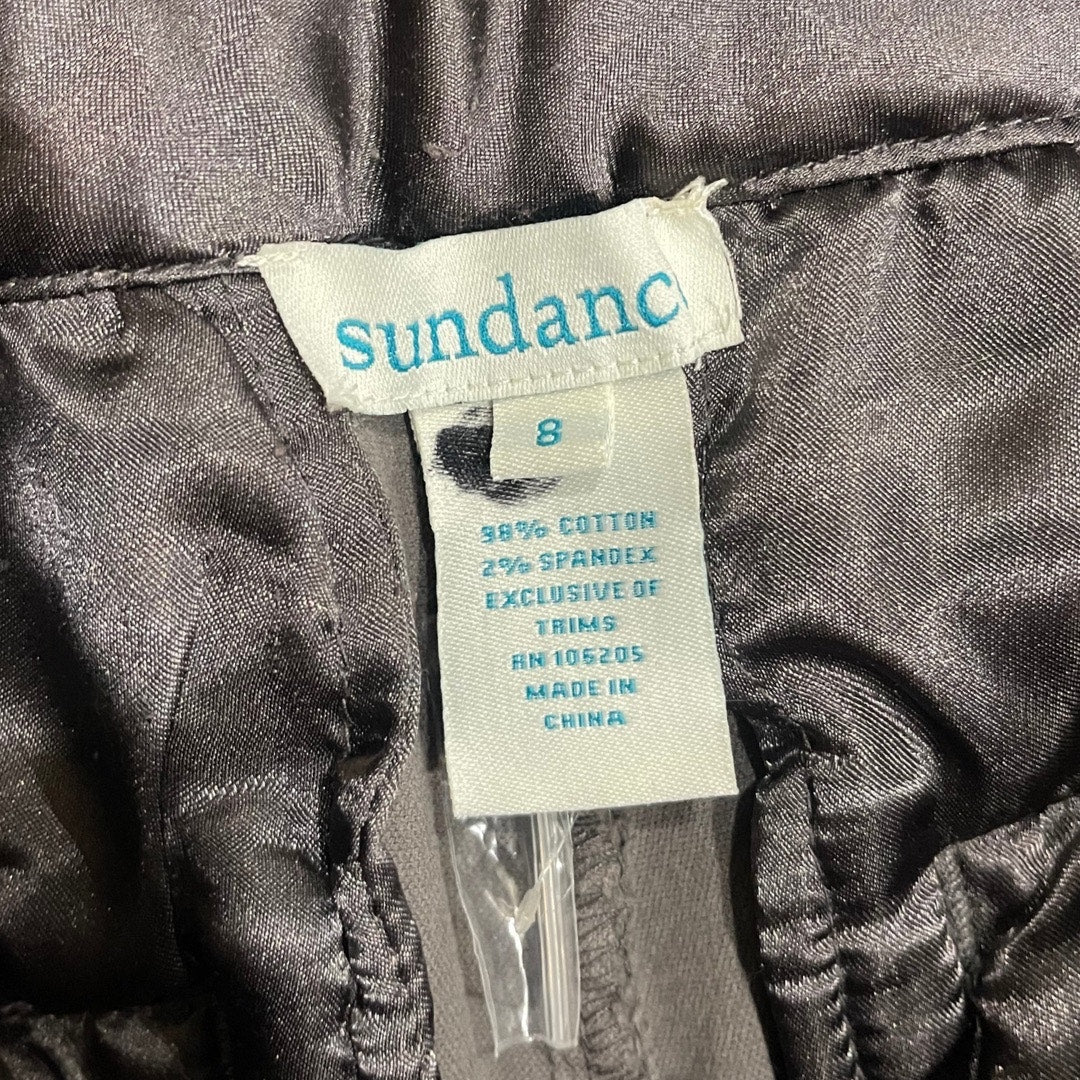 sundanc
8
98% COTTON
2% SPANDEX
EXCLUSIVE OF
TRIMS
RN 106205
MADE IN
CHINA